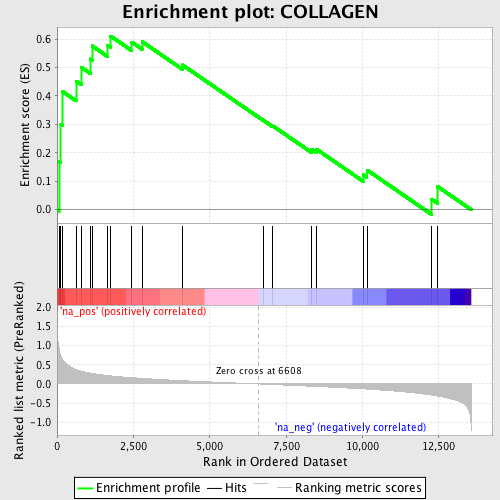 Enrichment plot: COLLAGEN
Enrichment score (ES)
0.6
0.5
0.4
0.3
0.2
0.1
0.0
'na_pos' (positively correlated)
Ranked list metric (PreRanked)
2.0
1.5
1.0
0.5
0.0
-0.5
-1.0
Zero cross at 6608
'na_neg' (negatively correlated)
0
2,500
5,000
7,500
10,000
12,500
Rank in Ordered Dataset
Enrichment profile
Hits
Ranking metric scores